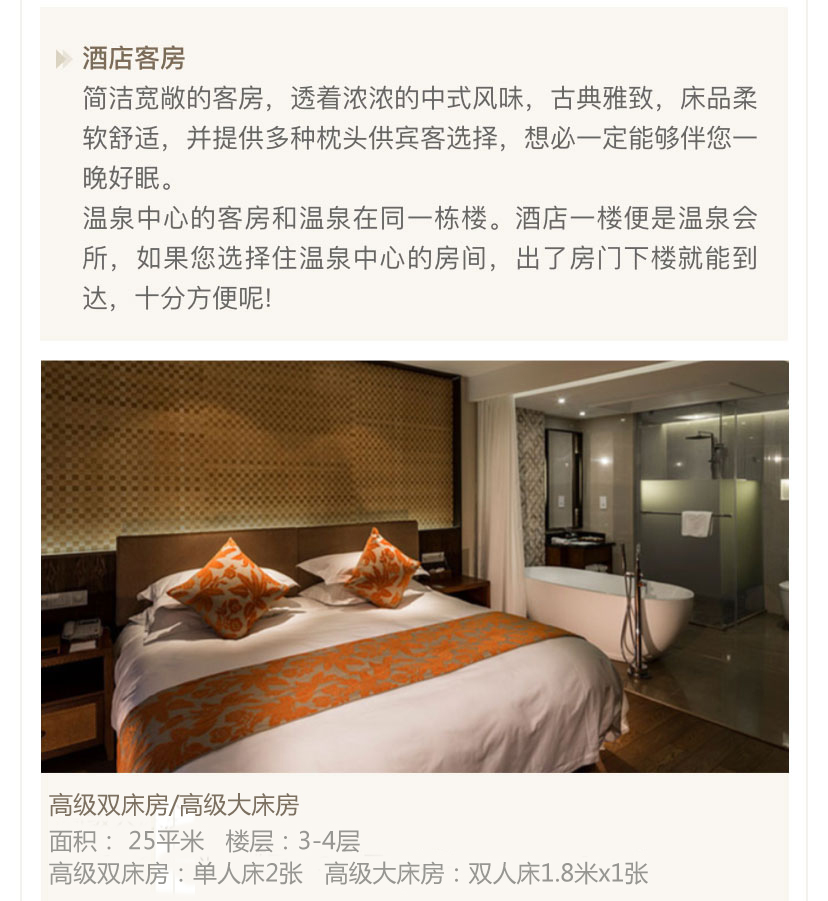 酒店客房
简洁宽敞的客房，透着浓浓的中式风味，古典雅致，床品柔
软舒适，并提供多种枕头供宾客选择，想必一定能够伴您一
晚好眠。
温泉中心的客房和温泉在同一栋楼。酒店一楼便是温泉会
所，如果您选择住温泉中心的房间，出了房门下楼就能到
达，十分方便呢!
高级双床房/高级大床房
面积： 25平米 楼层：3-4层
高级双床房：单人床2张 高级大床房：双人床1.8米x1张